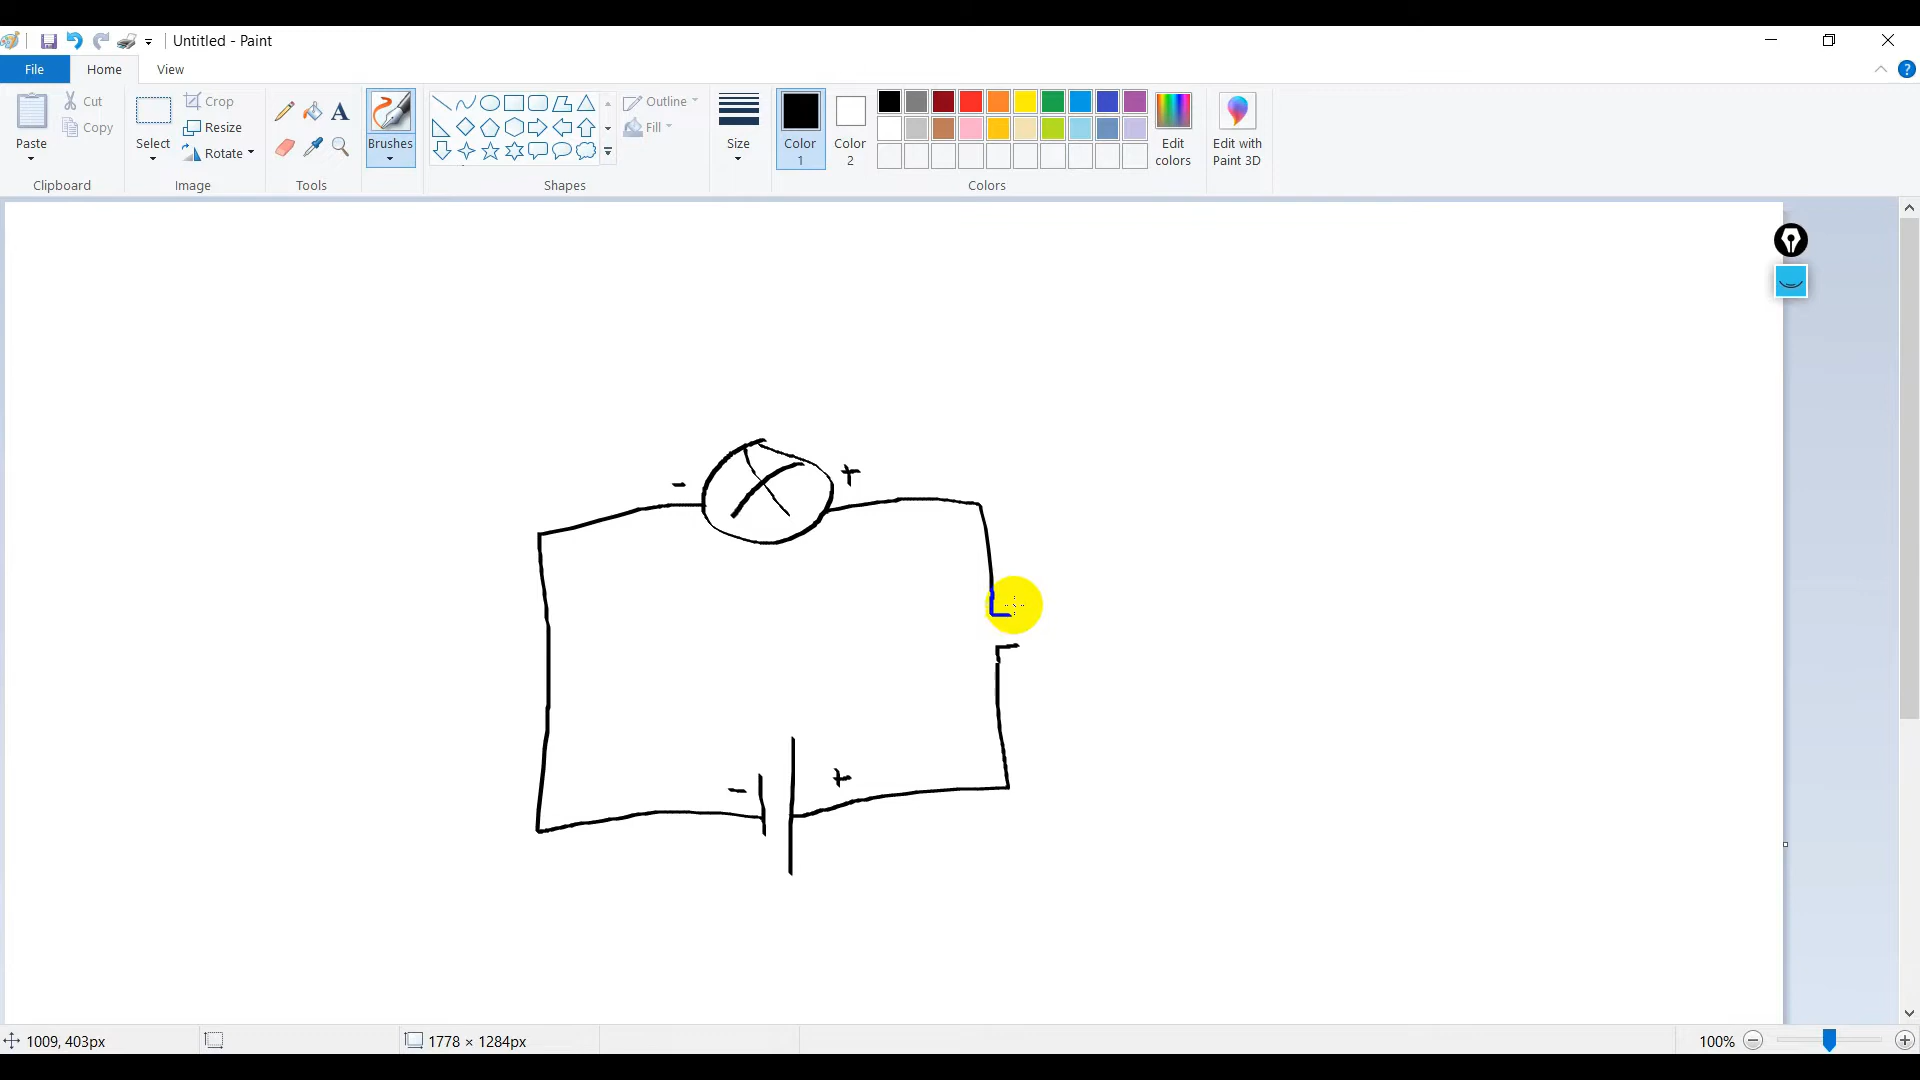 Untitled - Paint
File Home View
Paste
Cut
Copy
Clipboard
Select
Crop
Resize
Rotate
Image
A
Tools
Brushes
Outline
Fill
Shapes
Size
Color 1
Color 2
Edit colors
Colors
Edit with Paint 3D
?
- +
- +
1009, 403px
1778 × 1284px
100%